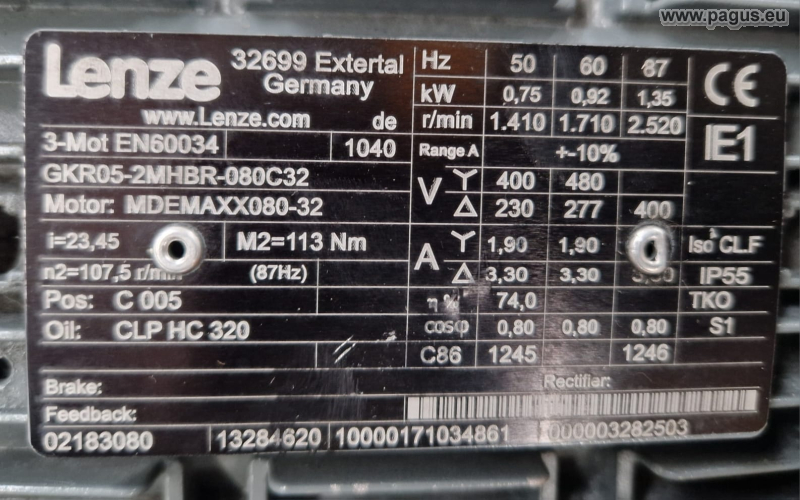 www.pagus.eu
Lenze 32699 Extertal Germany
www.Lenze.com de
3-Mot EN60034 1040
GKR05-2MHBR-080C32
Motor: MDEMAXX080-32
i=23,45 M2=113 Nm
n2=107,5 r/min (87Hz)
Pos: C 005
Oil: CLP HC 320
Hz 50 60 87
kW 0,75 0,92 1,35
r/min 1.410 1.710 2.520
Range A +-10%
V Y 400 480
Δ 230 277 400
A Y 1,90 1,90
Δ 3,30 3,30
η % 74,0
cosφ 0,80 0,80 0,80
C86 1245 1246
CE
IE1
Iso CLF
IP55
TKO
S1
Brake: Rectifier:
Feedback:
02183080 13284620 10000171034861 000003282503